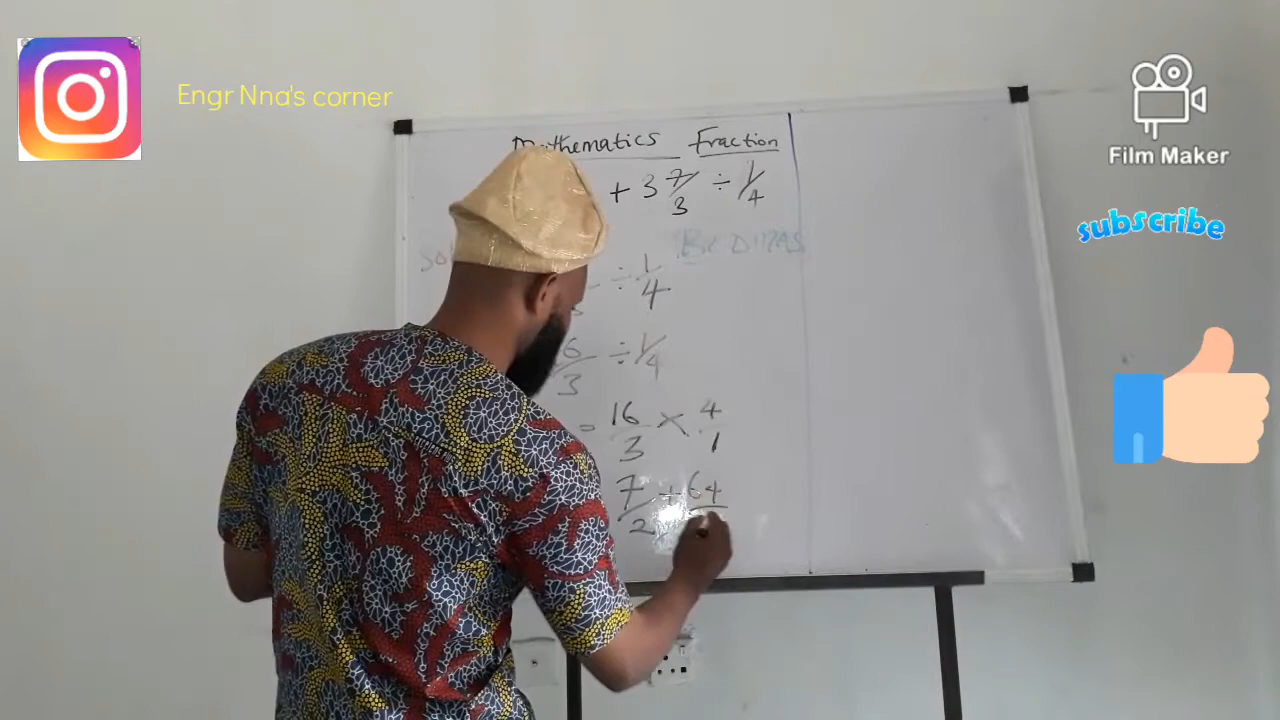 Engr Nna's corner
Film Maker
subscribe
Mathematics Fraction
+ 3 7/3 ÷ 1/4
÷ 1/4
16/3 ÷ 1/4
= 16/3 × 4/1
7/2 + 64